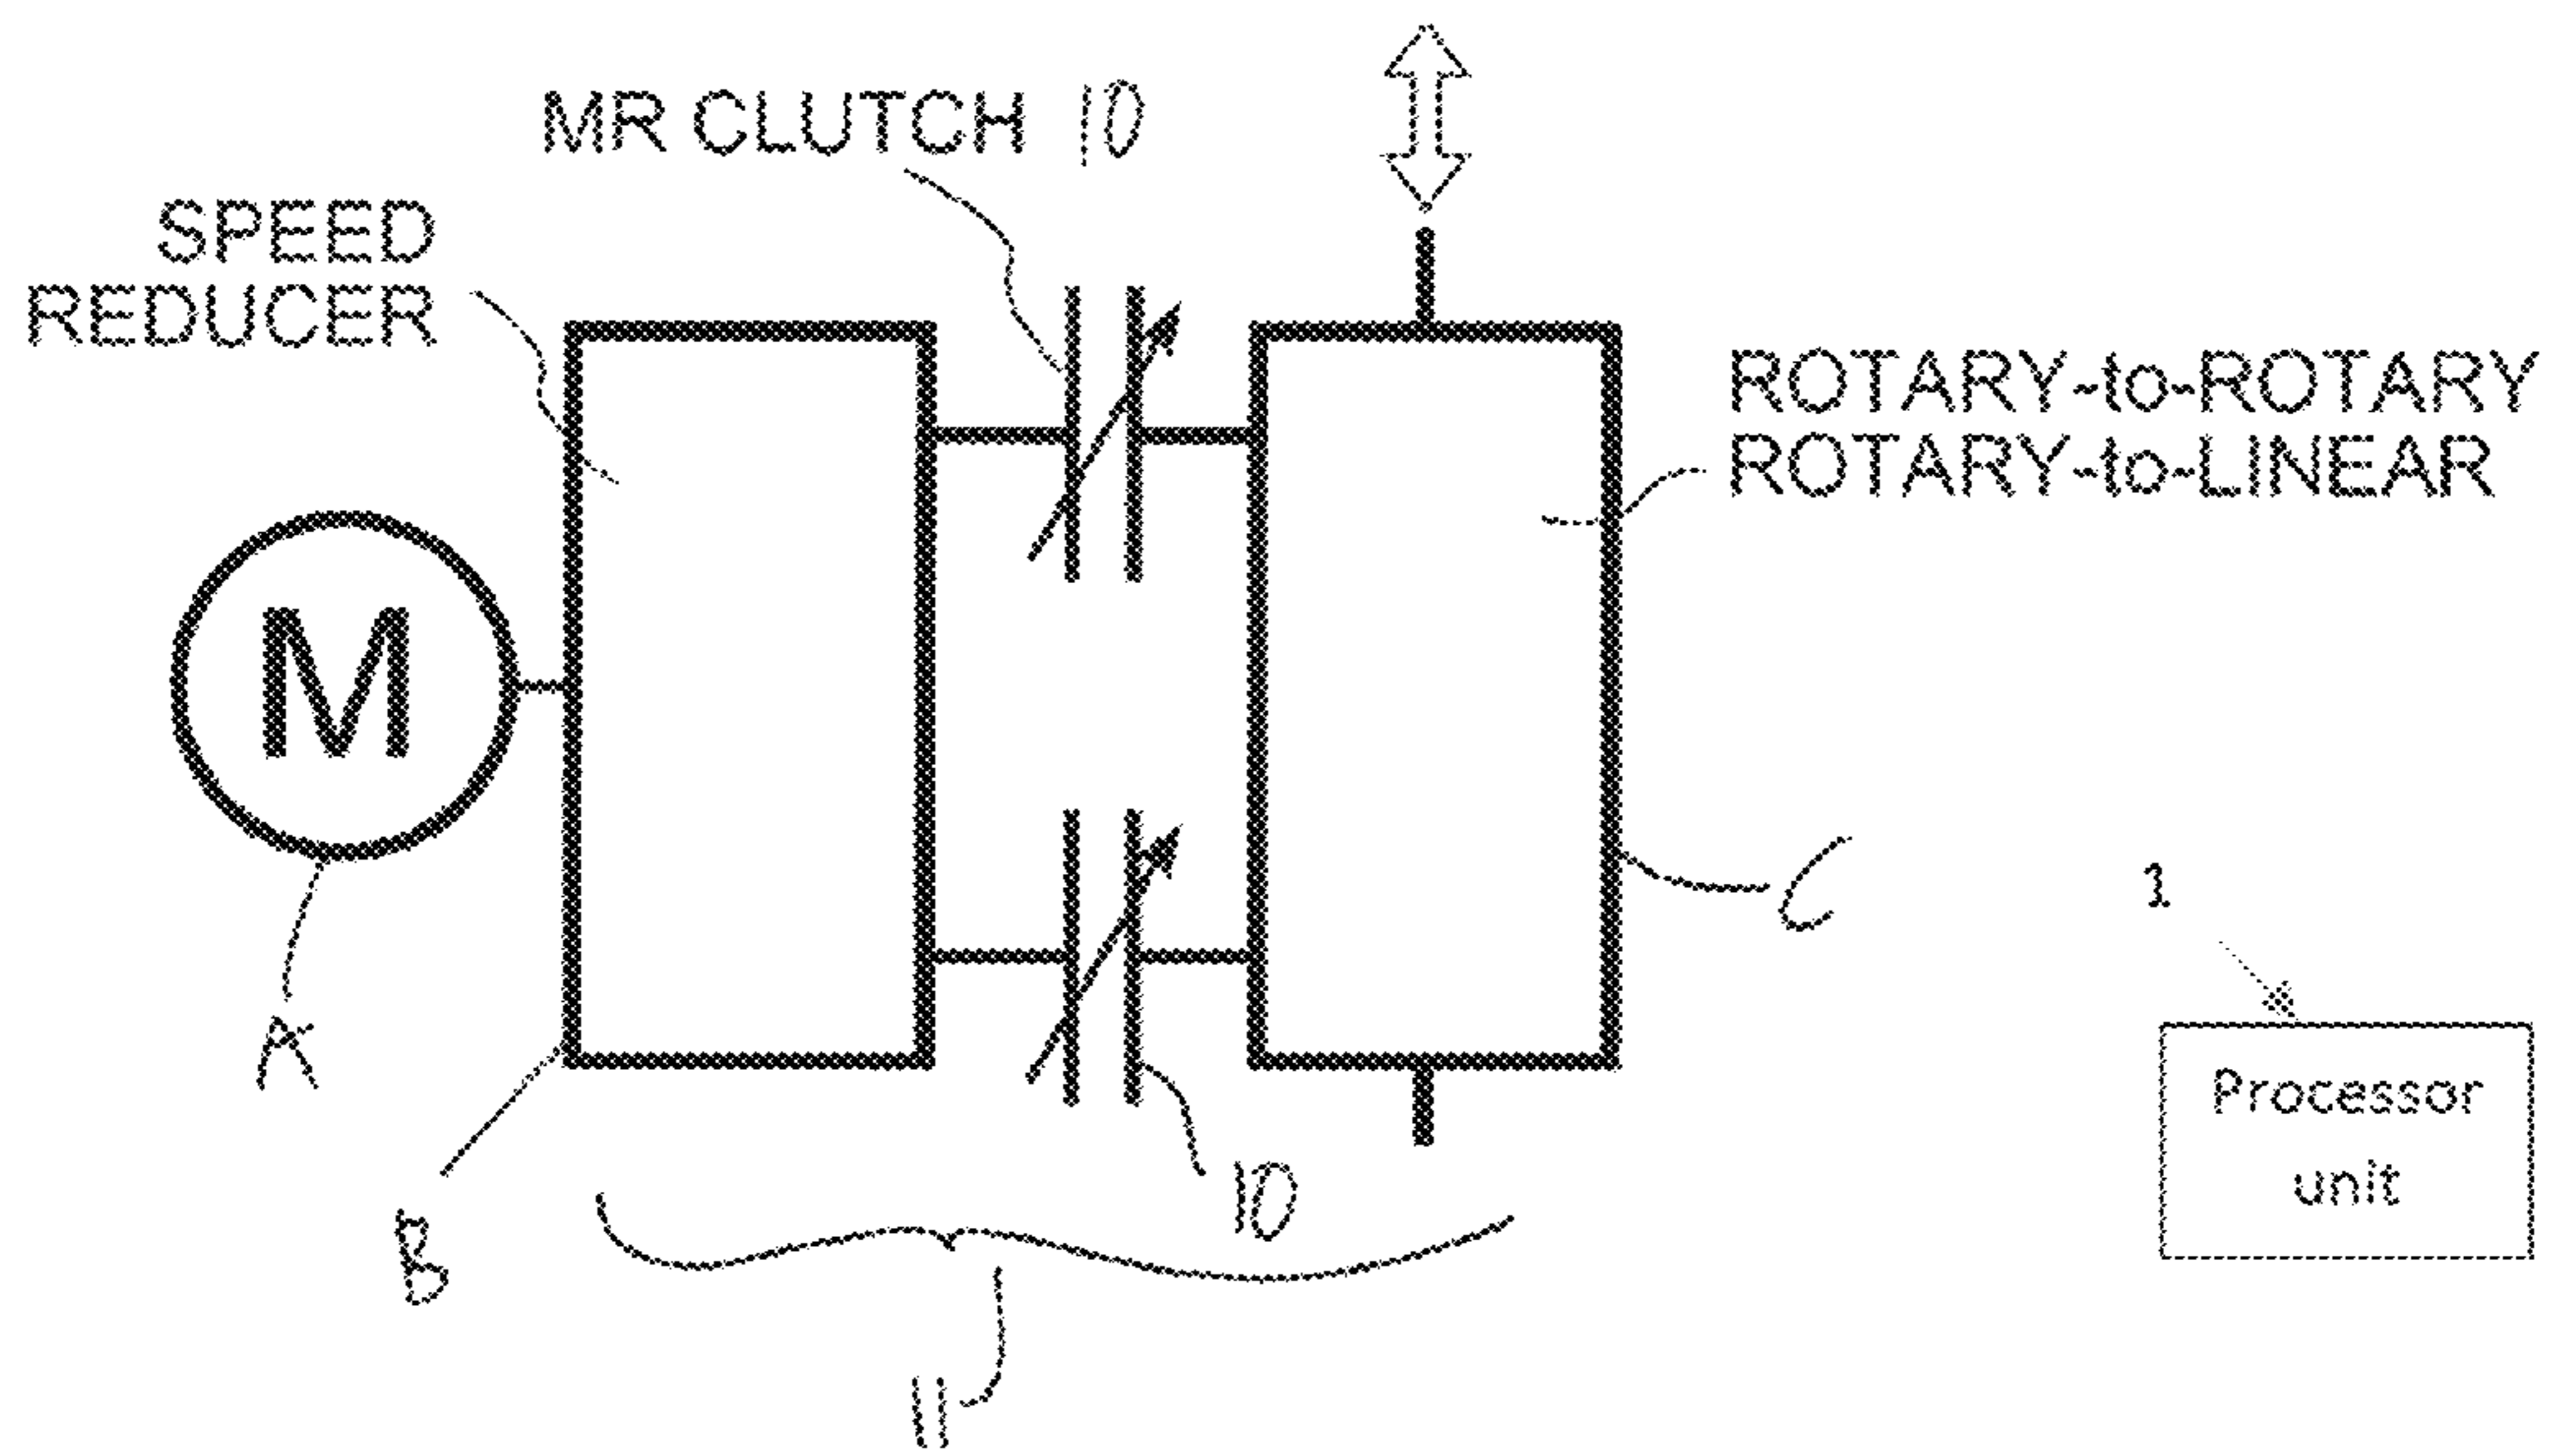 MR CLUTCH 10
SPEED
REDUCER
ROTARY-to-ROTARY
ROTARY-to-LINEAR
M
C
1
A
Processor
unit
10
B
11